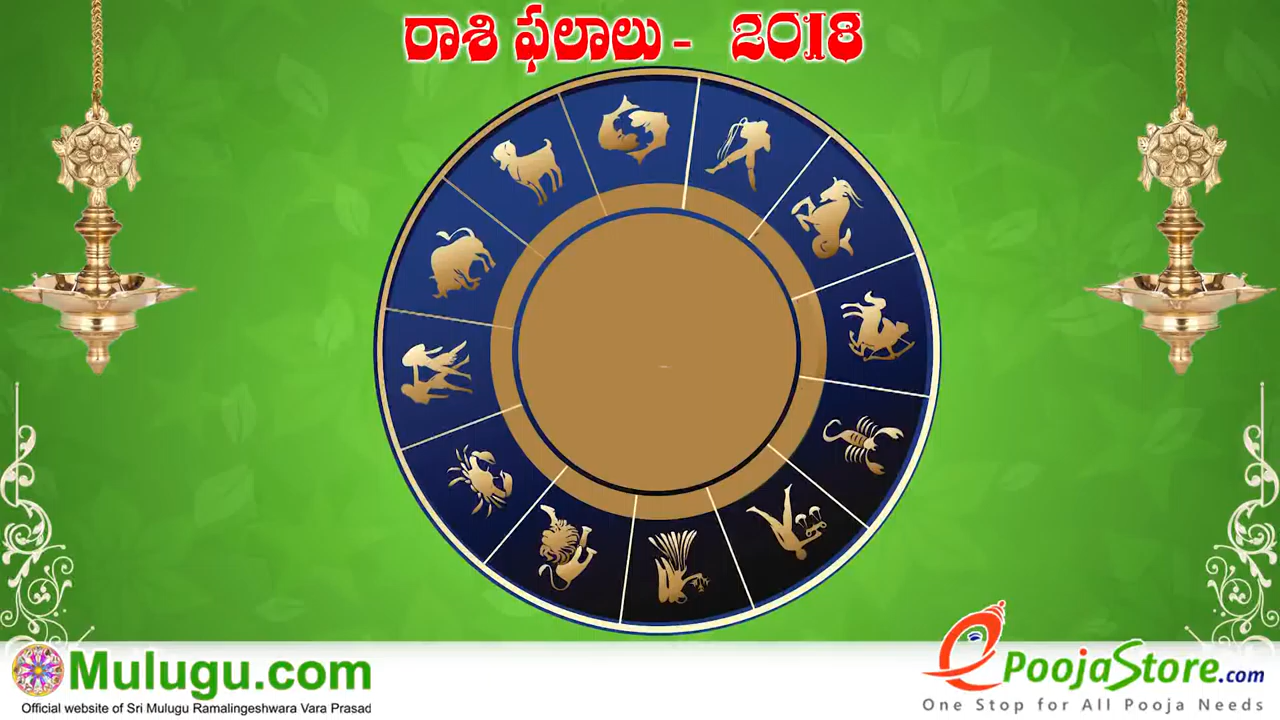 రాశి ఫలాలు - 2018
Mulugu.com
Official website of Sri Mulugu Ramalingeshwara Vara Prasad
ePoojaStore.com
One Stop for All Pooja Needs